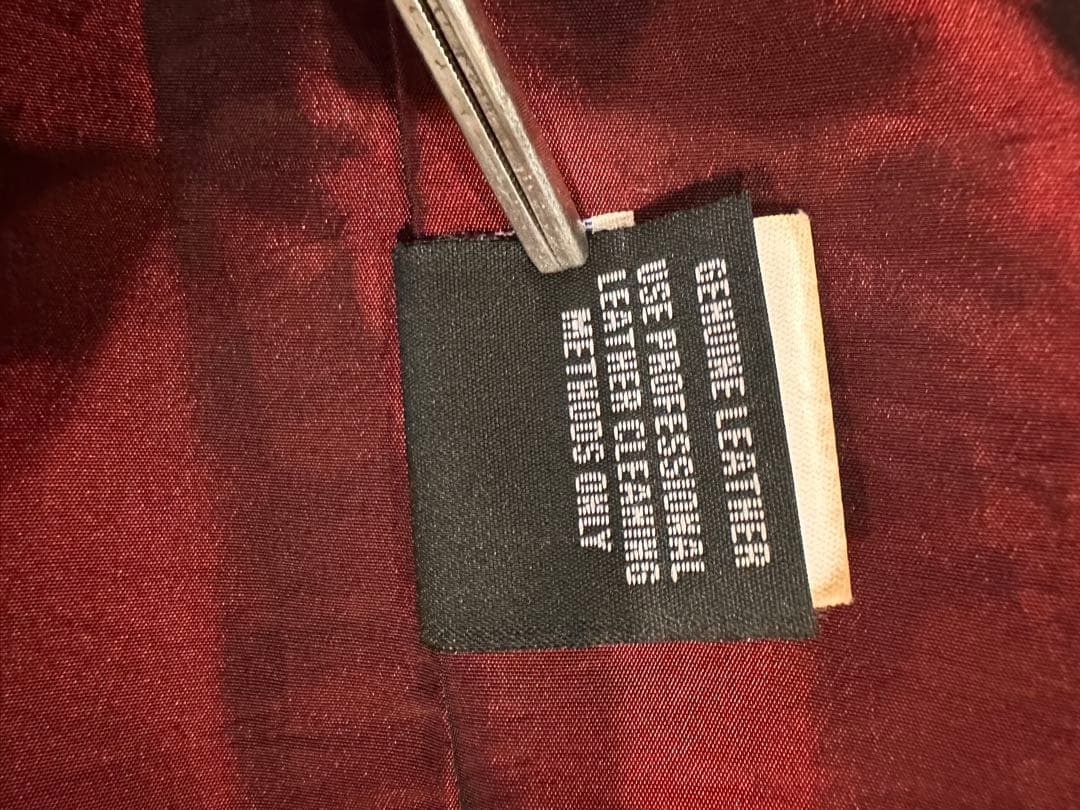 GENUINE LEATHER
USE PROFESSIONAL
LEATHER CLEANING
METHODS ONLY